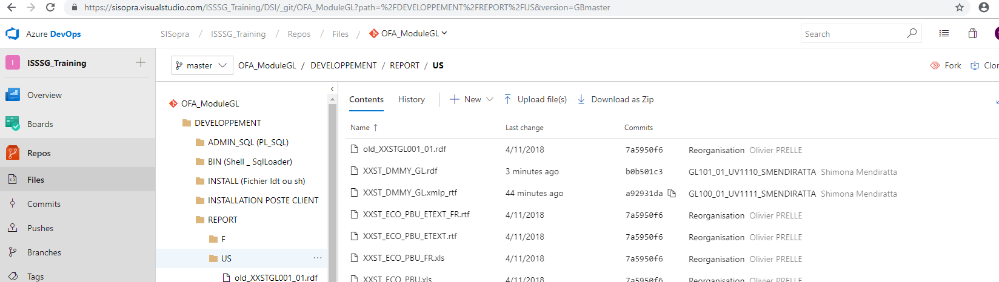 sisopra.visualstudio.com/ISSSG_Training/DSI/_git/OFA_ModuleGL?path=%2FDEVELOPPEMENT%2FREPORT%2FUS&version=GBmaster
Azure DevOps
SISopra / ISSSG_Training / Repos / Files / OFA_ModuleGL
Search
I ISSSG_Training
master OFA_ModuleGL / DEVELOPPEMENT / REPORT / US
Fork
Overview
Boards
Repos
Files
Commits
Pushes
Branches
Tags
OFA_ModuleGL
DEVELOPPEMENT
ADMIN_SQL (PL_SQL)
BIN (Shell _ SqlLoader)
INSTALL (Fichier ldt ou sh)
INSTALLATION POSTE CLIENT
REPORT
F
US ...
old_XXSTGL001_01.rdf
Contents History New Upload file(s) Download as Zip
Name ↑ Last change Commits
old_XXSTGL001_01.rdf 4/11/2018 7a5950f6 Reorganisation Olivier PRELLE
XXST_DMMY_GL.rdf 3 minutes ago b0b501c3 GL101_01_UV1110_SMENDIRATTA Shimona Mendiratta
XXST_DMMY_GL.xmlp_rtf 44 minutes ago a92931da GL100_01_UV1111_SMENDIRATTA Shimona Mendiratta
XXST_ECO_PBU_ETEXT_FR.rtf 4/11/2018 7a5950f6 Reorganisation Olivier PRELLE
XXST_ECO_PBU_ETEXT.rtf 4/11/2018 7a5950f6 Reorganisation Olivier PRELLE
XXST_ECO_PBU_FR.xls 4/11/2018 7a5950f6 Reorganisation Olivier PRELLE
XXST_ECO_PBU.xls 4/11/2018 7a5950f6 Reorganisation Olivier PRELLE